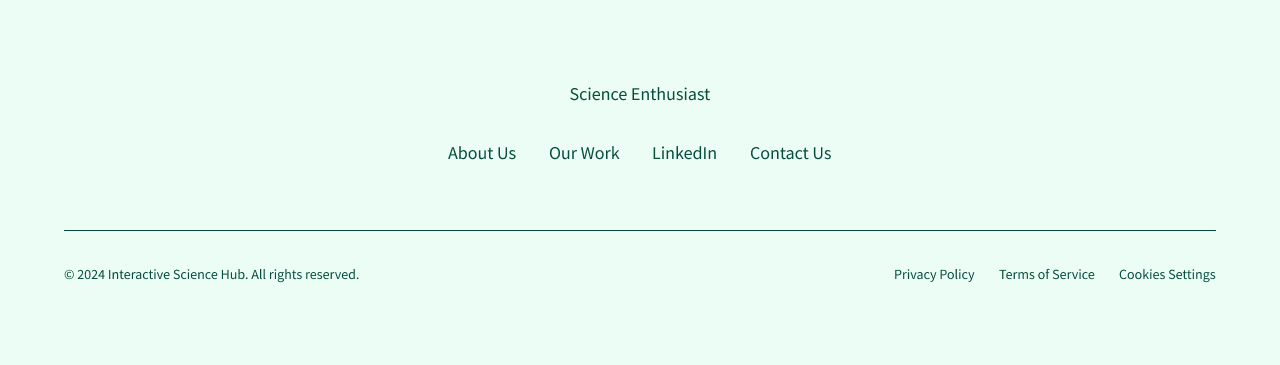 Science Enthusiast
About Us Our Work LinkedIn Contact Us
© 2024 Interactive Science Hub. All rights reserved. Privacy Policy Terms of Service Cookies Settings